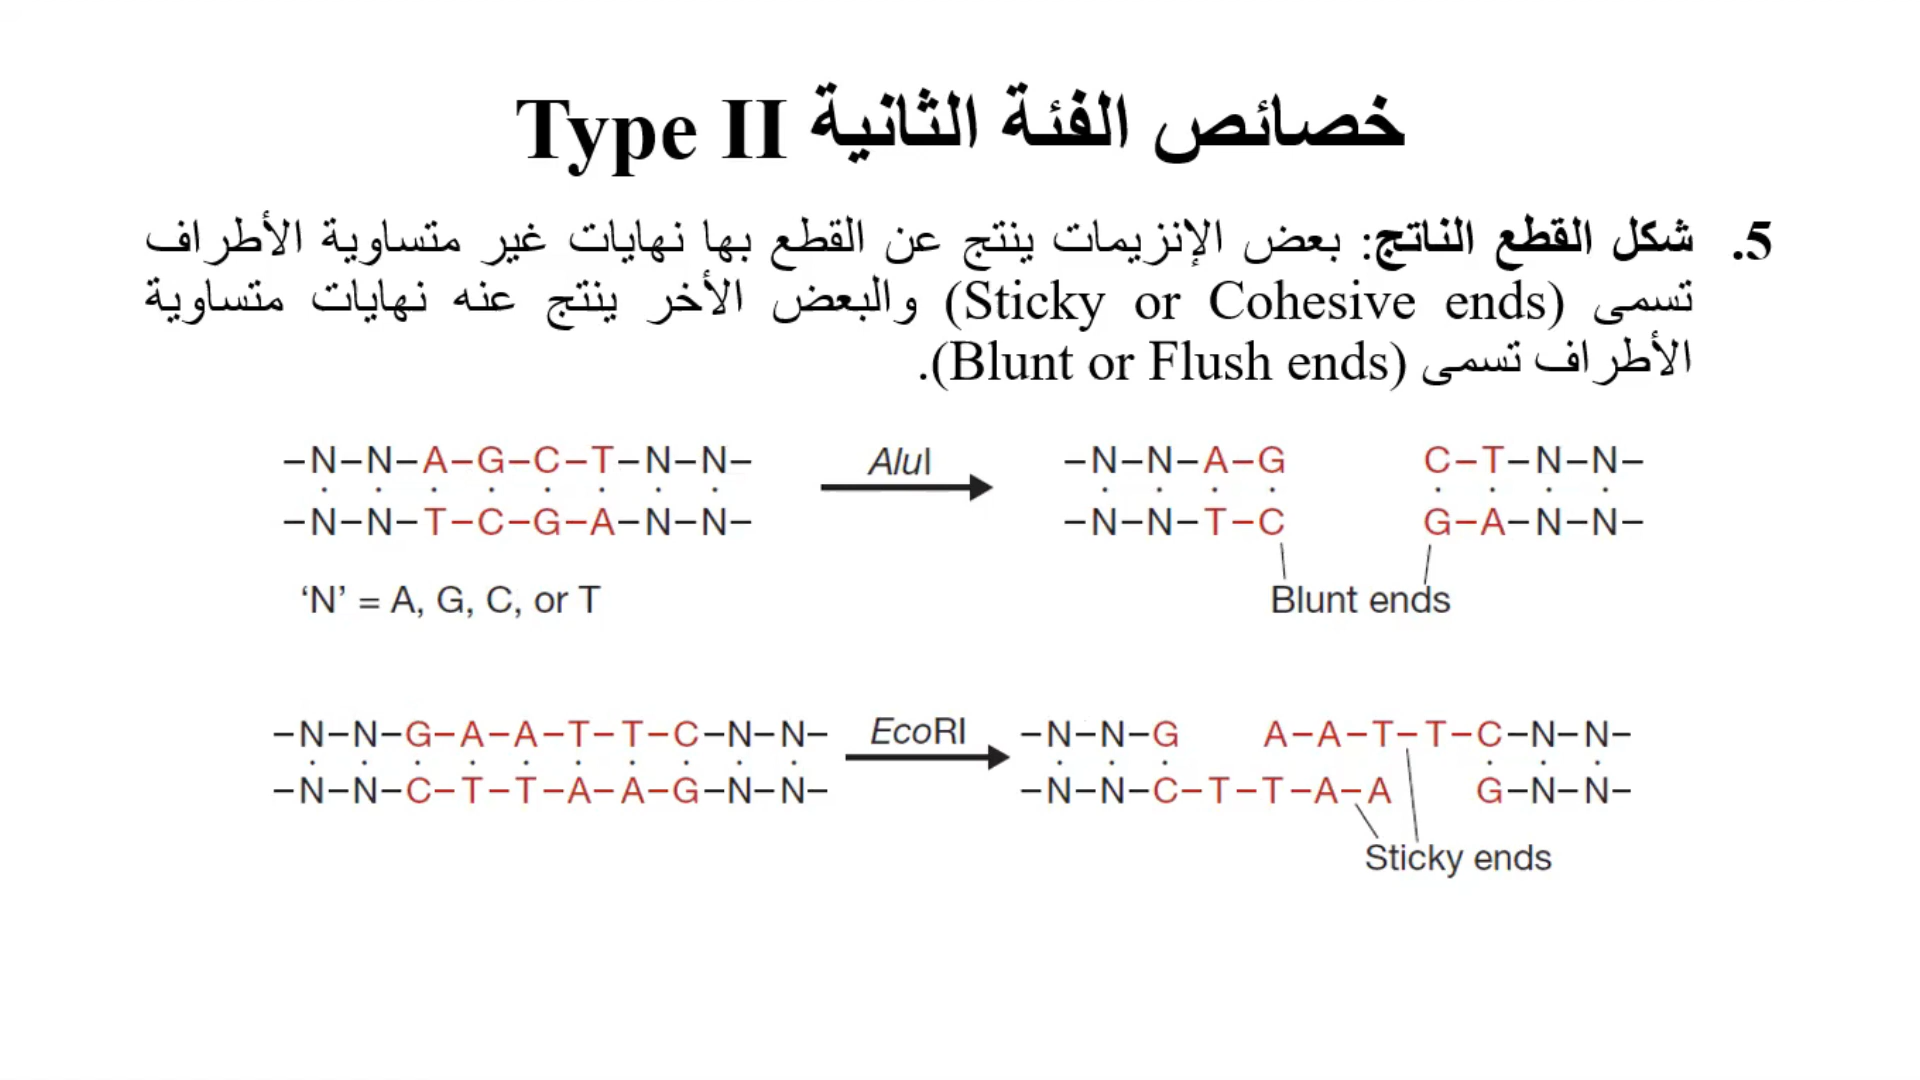 خصائص الفئة الثانية Type II
5. شكل القطع الناتج: بعض الإنزيمات ينتج عن القطع بها نهايات غير متساوية الأطراف
تسمى (Sticky or Cohesive ends) والبعض الأخر ينتج عنه نهايات متساوية
الأطراف تسمى (Blunt or Flush ends).
–N–N–A–G–C–T–N–N– AluI –N–N–A–G C–T–N–N–
–N–N–T–C–G–A–N–N– –N–N–T–C G–A–N–N–
‘N’ = A, G, C, or T Blunt ends
–N–N–G–A–A–T–T–C–N–N– EcoRI –N–N–G A–A–T–T–C–N–N–
–N–N–C–T–T–A–A–G–N–N– –N–N–C–T–T–A–A G–N–N–
Sticky ends